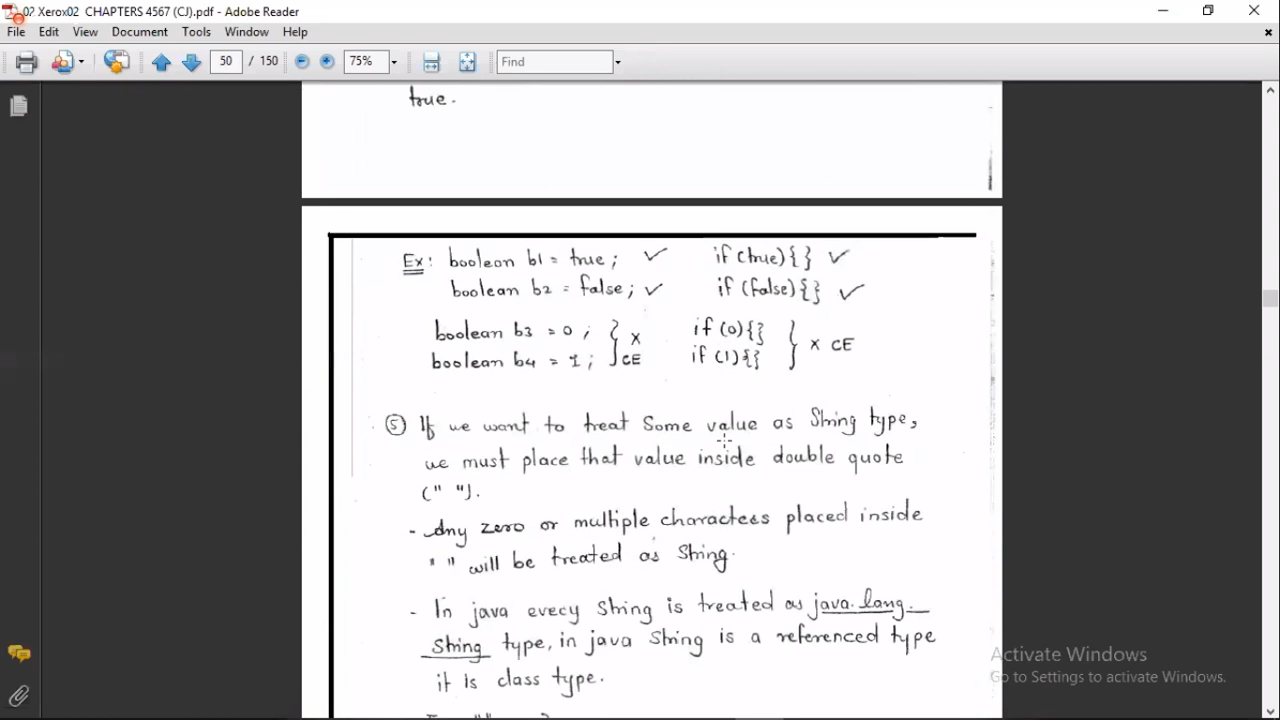 02 Xerox02 CHAPTERS 4567 (CJ).pdf - Adobe Reader
File Edit View Document Tools Window Help
50 / 150 75% Find
true.
Ex: boolean b1 = true; if (true) {}
boolean b2 = false; if (false) {}
boolean b3 = 0; if (0) {}
x CE x CE
boolean b4 = 1; if (1) {}
5 If we want to treat Some value as String type,
we must place that value inside double quote
(" ").
- Any zero or multiple characters placed inside
" " will be treated as String.
- In java every String is treated as java.lang.
String type, in java String is a referenced type
it is class type.
Activate Windows
Go to Settings to activate Windows.